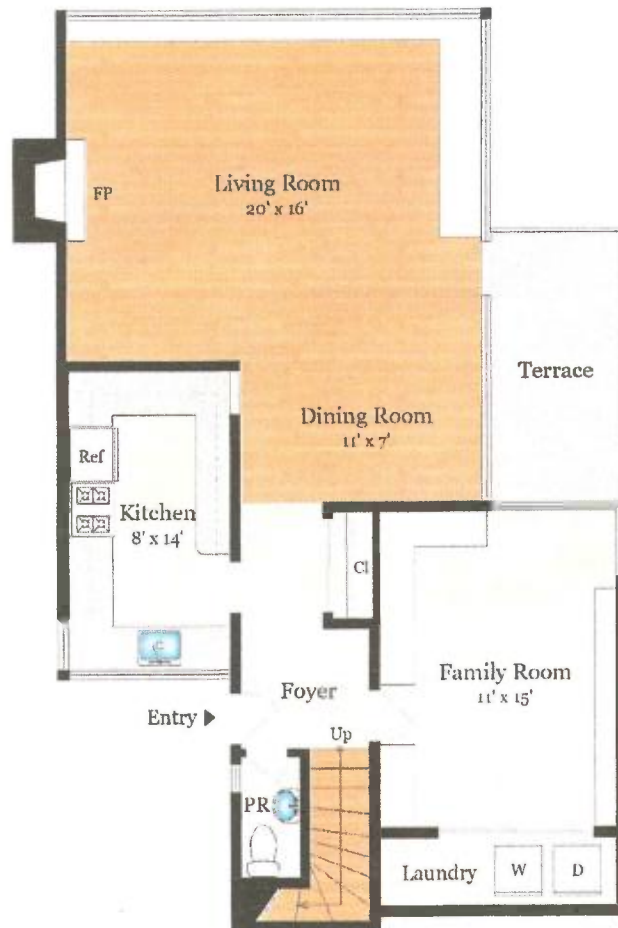 Living Room
20' x 16'
FP
Terrace
Dining Room
11' x 7'
Ref
Kitchen
8' x 14'
Cl
Foyer
Family Room
11' x 15'
Entry
Up
PR
Laundry
W
D